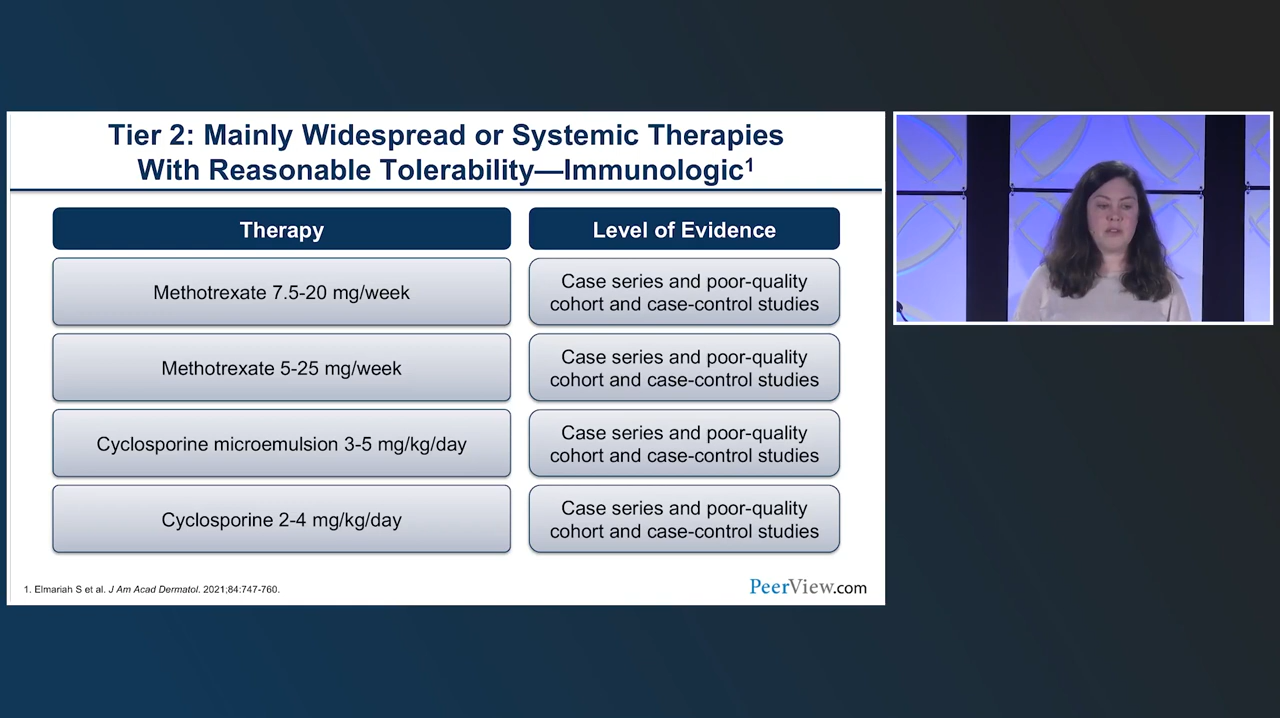 Tier 2: Mainly Widespread or Systemic Therapies
With Reasonable Tolerability—Immunologic¹
Therapy
Level of Evidence
Methotrexate 7.5-20 mg/week
Case series and poor-quality
cohort and case-control studies
Methotrexate 5-25 mg/week
Case series and poor-quality
cohort and case-control studies
Cyclosporine microemulsion 3-5 mg/kg/day
Case series and poor-quality
cohort and case-control studies
Cyclosporine 2-4 mg/kg/day
Case series and poor-quality
cohort and case-control studies
1. Elmariah S et al. J Am Acad Dermatol. 2021;84:747-760.
PeerView.com